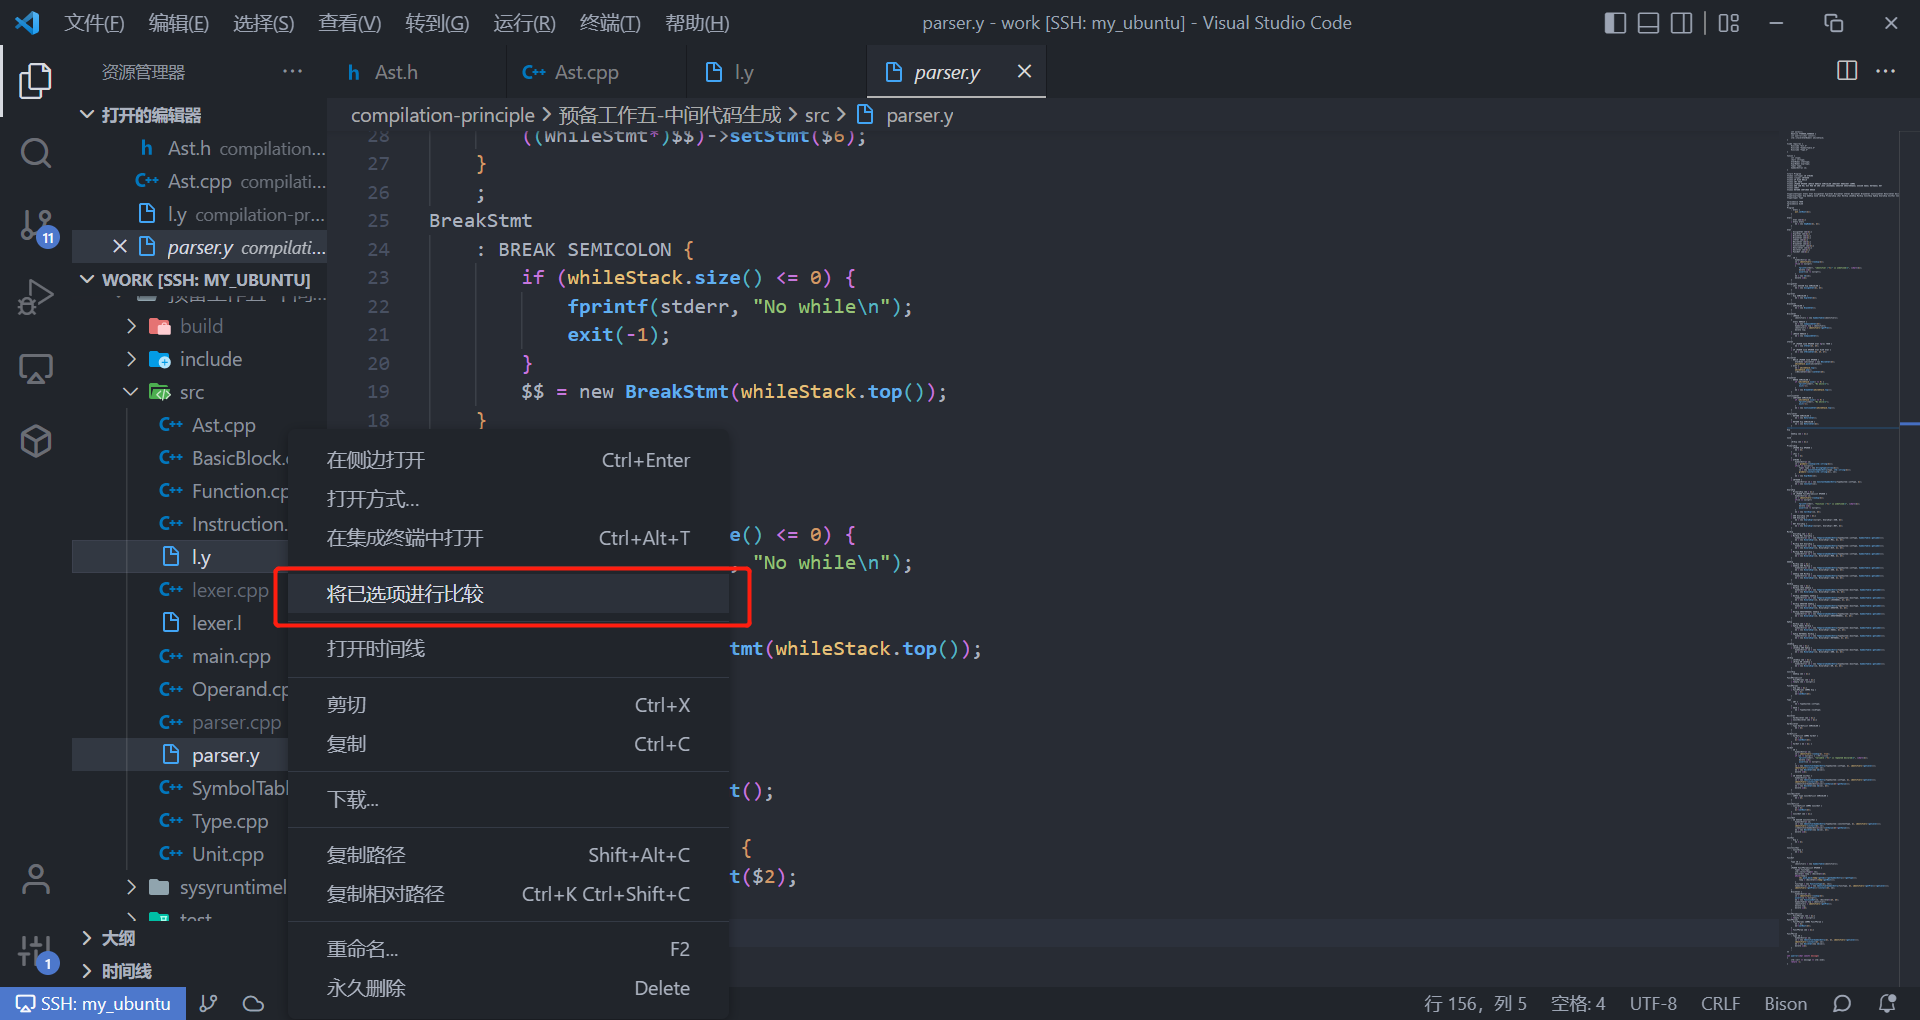 文件(F) 编辑(E) 选择(S) 查看(V) 转到(G) 运行(R) 终端(T) 帮助(H)
parser.y - work [SSH: my_ubuntu] - Visual Studio Code
资源管理器
Ast.h
Ast.cpp
l.y
parser.y
打开的编辑器
Ast.h compilation...
Ast.cpp compilati...
l.y compilation-pr...
parser.y compilati...
WORK [SSH: MY_UBUNTU]
预备工作五-中间...
build
include
src
Ast.cpp
BasicBlock.c
Function.cp
Instruction.
l.y
lexer.cpp
lexer.l
main.cpp
Operand.cp
parser.cpp
parser.y
SymbolTabl
Type.cpp
Unit.cpp
sysyruntimel
test
大纲
时间线
11
1
compilation-principle > 预备工作五-中间代码生成 > src > parser.y
28 ((WhileStmt*)$$)->setStmt($6);
27 }
26 ;
25 BreakStmt
24 : BREAK SEMICOLON {
23 if (whileStack.size() <= 0) {
22 fprintf(stderr, "No while\n");
21 exit(-1);
20 }
19 $$ = new BreakStmt(whileStack.top());
18 }
e() <= 0) {
, "No while\n");
tmt(whileStack.top());
t();
{
t($2);
在侧边打开 Ctrl+Enter
打开方式...
在集成终端中打开 Ctrl+Alt+T
将已选项进行比较
打开时间线
剪切 Ctrl+X
复制 Ctrl+C
下载...
复制路径 Shift+Alt+C
复制相对路径 Ctrl+K Ctrl+Shift+C
重命名... F2
永久删除 Delete
SSH: my_ubuntu
行 156，列 5 空格: 4 UTF-8 CRLF Bison